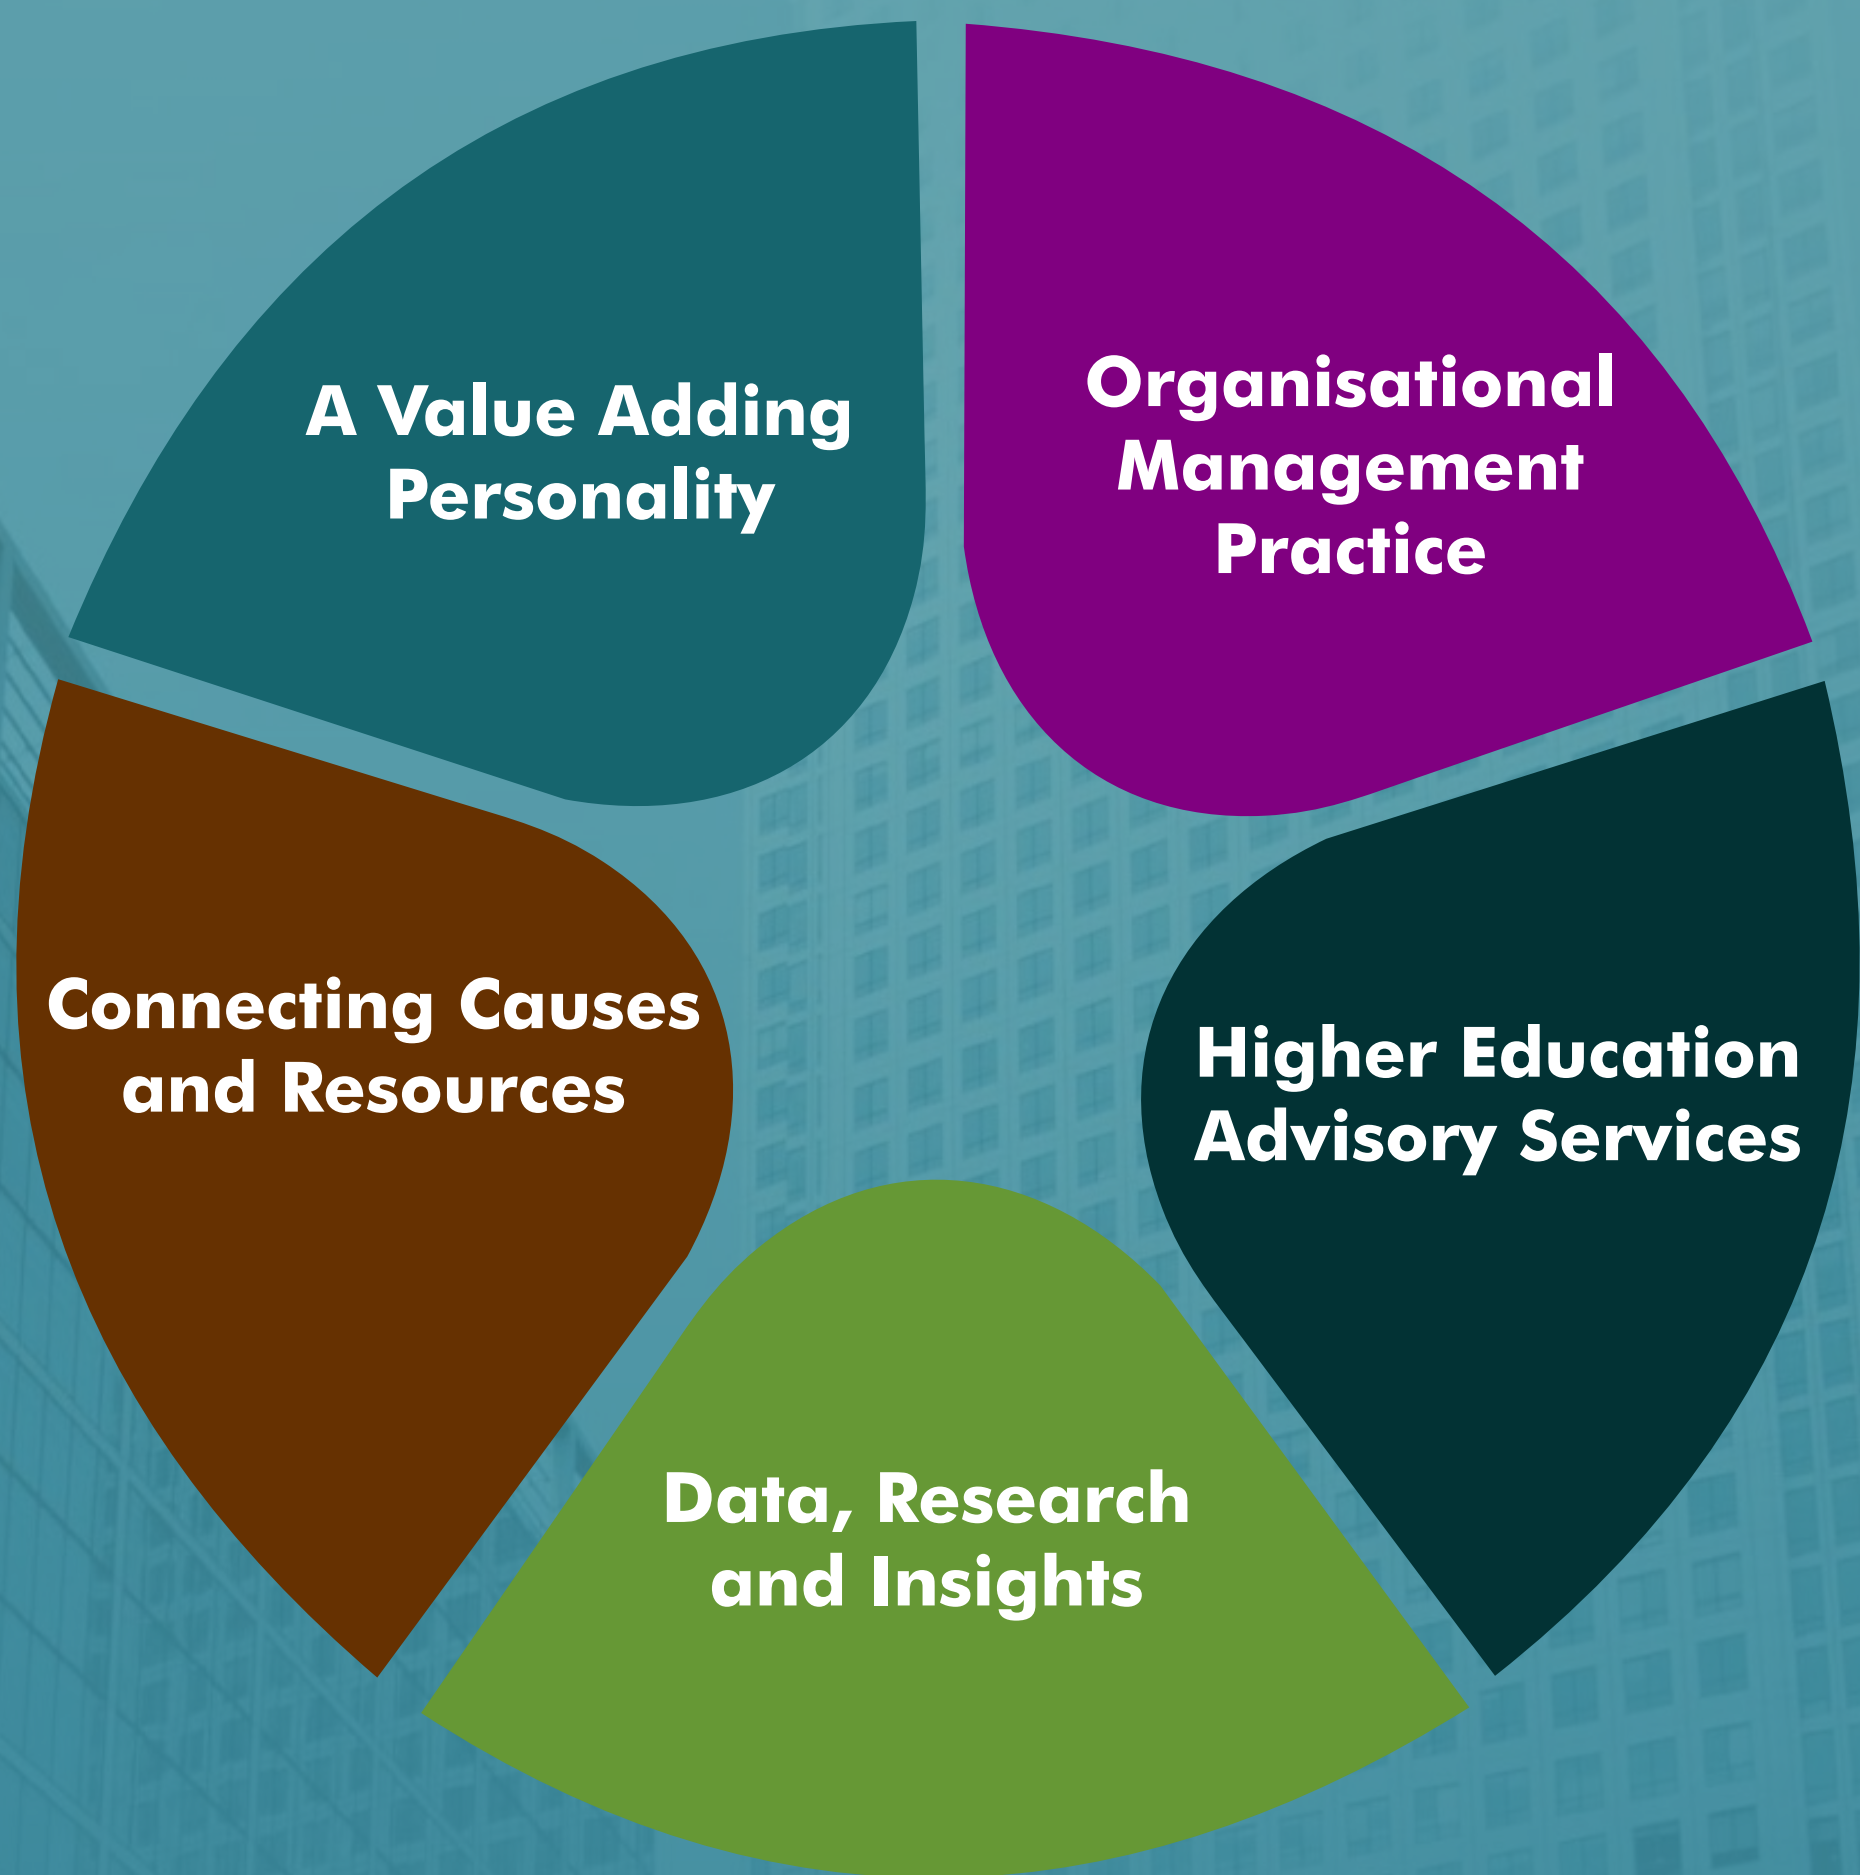 A Value Adding
Personality
Organisational
Management
Practice
Connecting Causes
and Resources
Higher Education
Advisory Services
Data, Research
and Insights